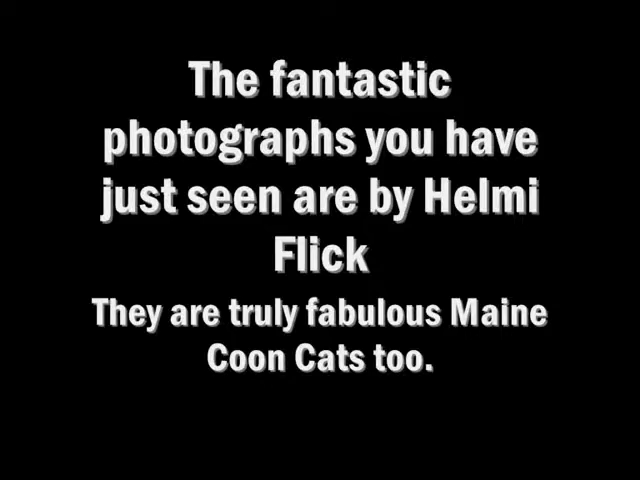 The fantastic
photographs you have
just seen are by Helmi
Flick
They are truly fabulous Maine
Coon Cats too.